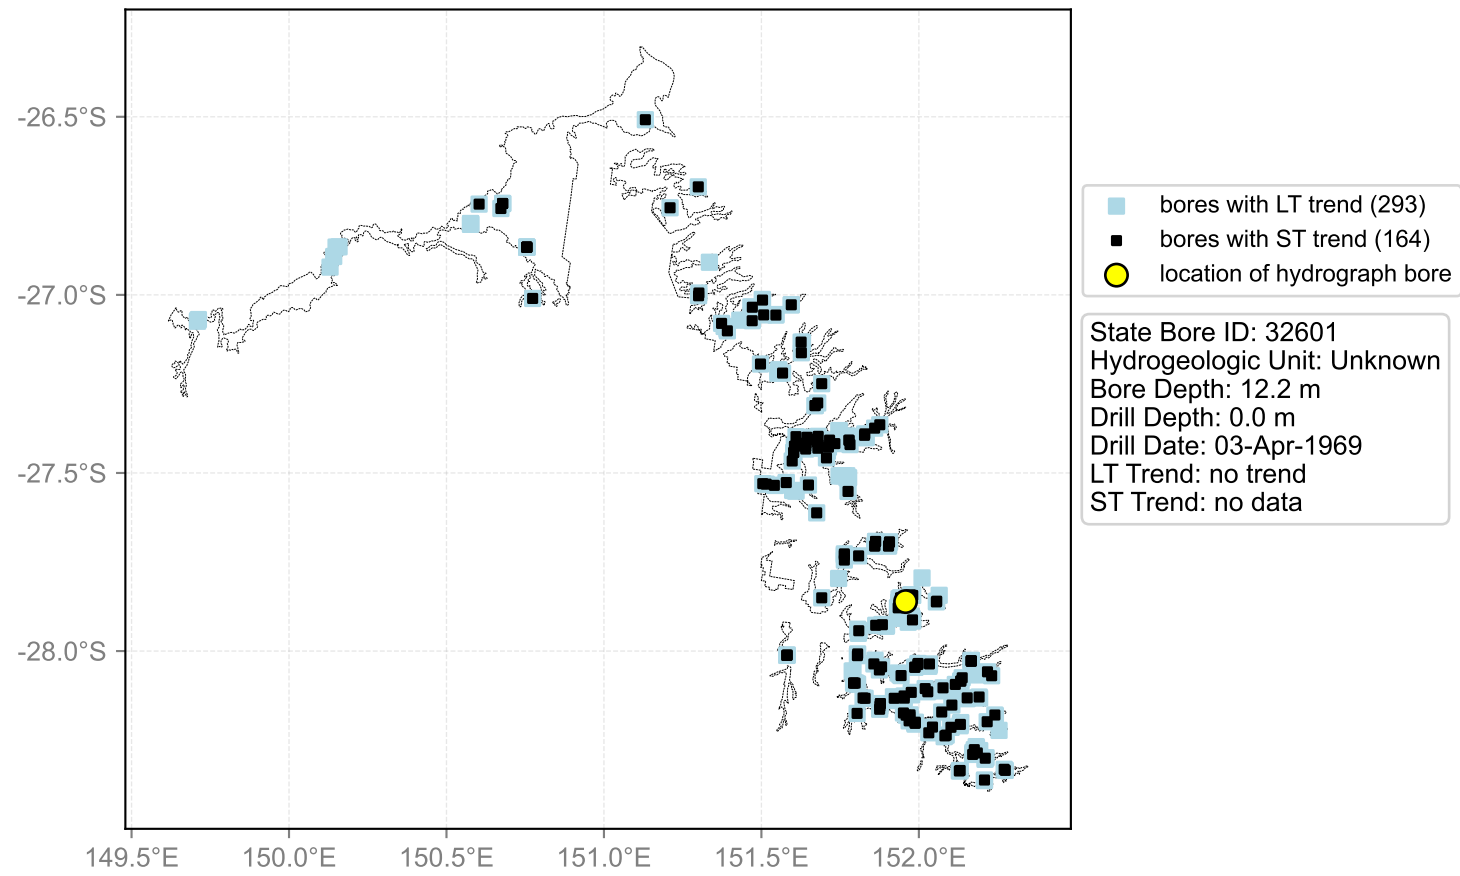 -26.5°S
-27.0°S
-27.5°S
-28.0°S
149.5°E
150.0°E
150.5°E
151.0°E
151.5°E
152.0°E
bores with LT trend (293)
bores with ST trend (164)
location of hydrograph bore
State Bore ID: 32601
Hydrogeologic Unit: Unknown
Bore Depth: 12.2 m
Drill Depth: 0.0 m
Drill Date: 03-Apr-1969
LT Trend: no trend
ST Trend: no data